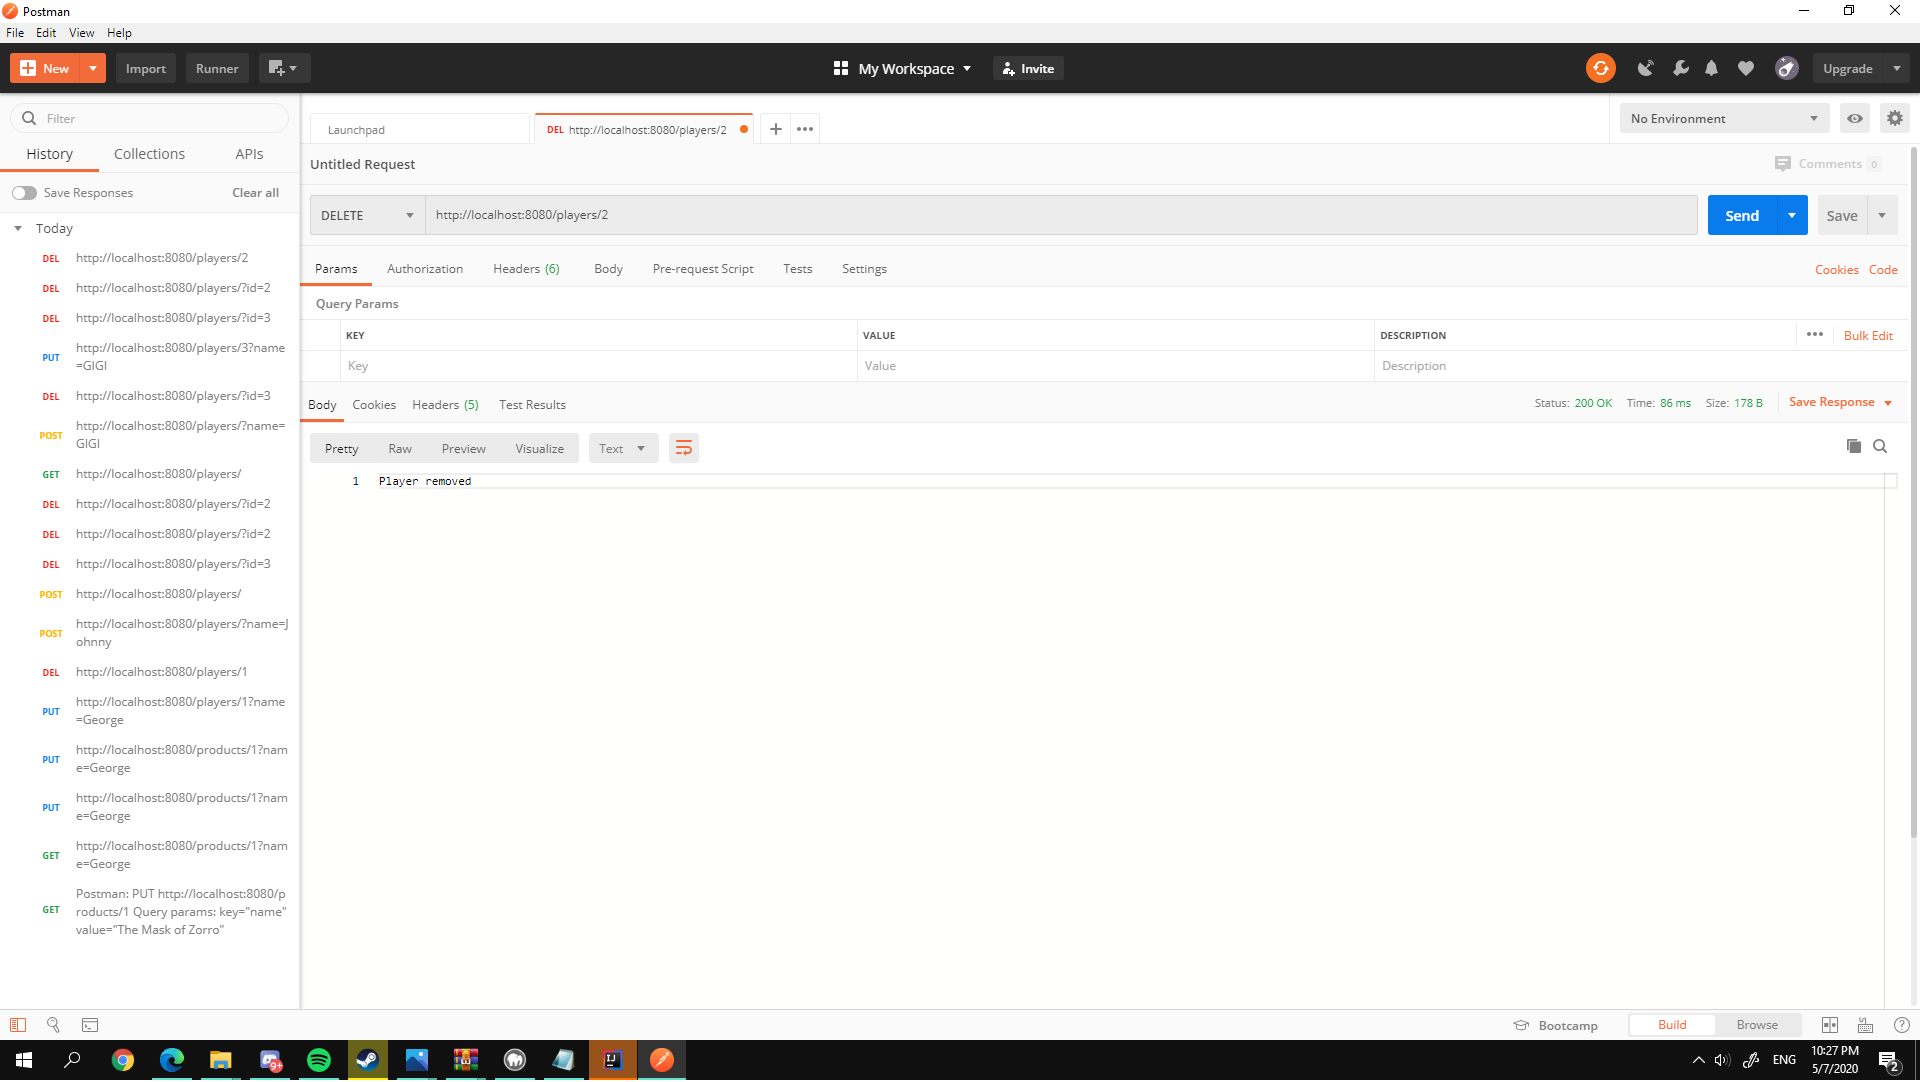 Postman
File Edit View Help
New Import Runner My Workspace Invite Upgrade
Filter
History Collections APIs
Save Responses Clear all
Today
DEL http://localhost:8080/players/2
DEL http://localhost:8080/players/?id=2
DEL http://localhost:8080/players/?id=3
PUT http://localhost:8080/players/3?name
=GIGI
DEL http://localhost:8080/players/?id=3
POST http://localhost:8080/players/?name=
GIGI
GET http://localhost:8080/players/
DEL http://localhost:8080/players/?id=2
DEL http://localhost:8080/players/?id=2
DEL http://localhost:8080/players/?id=3
POST http://localhost:8080/players/
POST http://localhost:8080/players/?name=J
ohnny
DEL http://localhost:8080/players/1
PUT http://localhost:8080/players/1?name
=George
PUT http://localhost:8080/products/1?nam
e=George
PUT http://localhost:8080/products/1?nam
e=George
GET http://localhost:8080/products/1?nam
e=George
GET Postman: PUT http://localhost:8080/p
roducts/1 Query params: key="name"
value="The Mask of Zorro"
Launchpad DEL http://localhost:8080/players/2
No Environment
Untitled Request Comments 0
DELETE http://localhost:8080/players/2 Send Save
Params Authorization Headers (6) Body Pre-request Script Tests Settings Cookies Code
Query Params
KEY VALUE DESCRIPTION Bulk Edit
Key Value Description
Body Cookies Headers (5) Test Results Status: 200 OK Time: 86 ms Size: 178 B Save Response
Pretty Raw Preview Visualize Text
1 Player removed
Bootcamp Build Browse
9+ IJ ENG 10:27 PM
5/7/2020 2